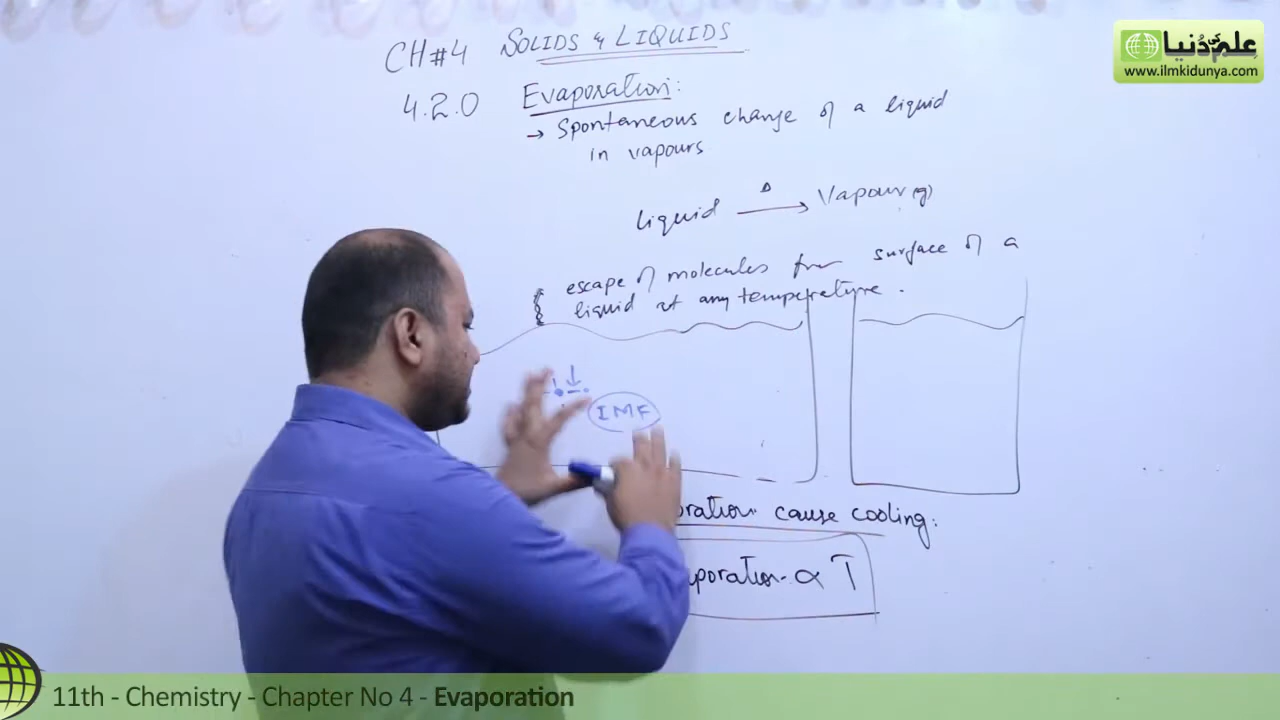 CH#4 SOLIDS & LIQUIDS
علم کی دُنیا
www.ilmkidunya.com
4.2.0 Evaporation:
→ Spontaneous change of a liquid
in vapours
liquid Δ → Vapour (g)
escape of molecules from surface of a
liquid at any temperature.
IMF
oration cause cooling:
aporation ∝ T
11th - Chemistry - Chapter No 4 - Evaporation